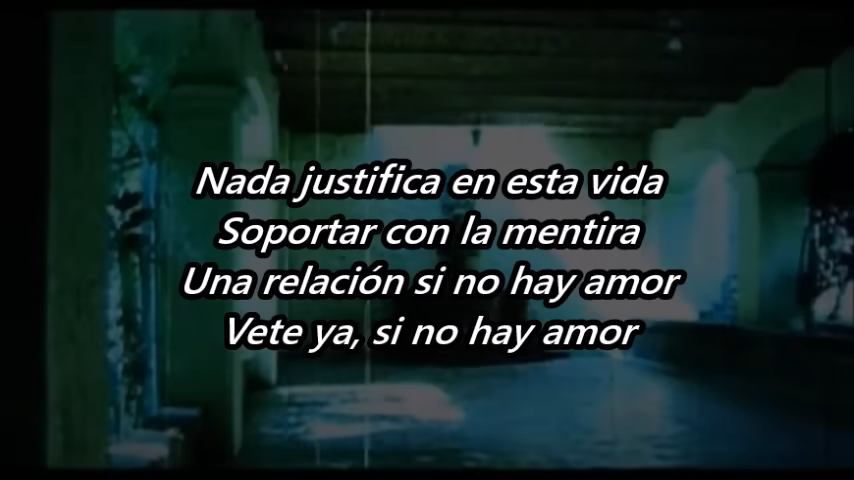 Nada justifica en esta vida
Soportar con la mentira
Una relación si no hay amor
Vete ya, si no hay amor